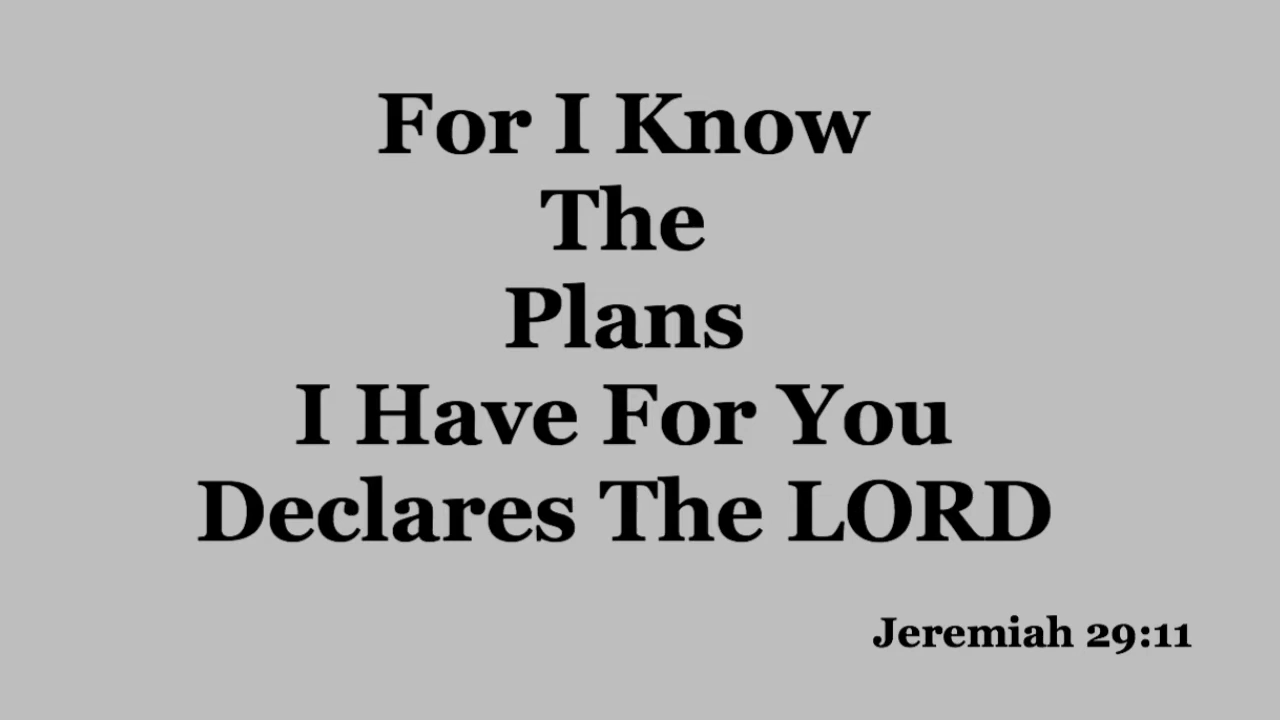 For I Know
The
Plans
I Have For You
Declares The LORD
Jeremiah 29:11